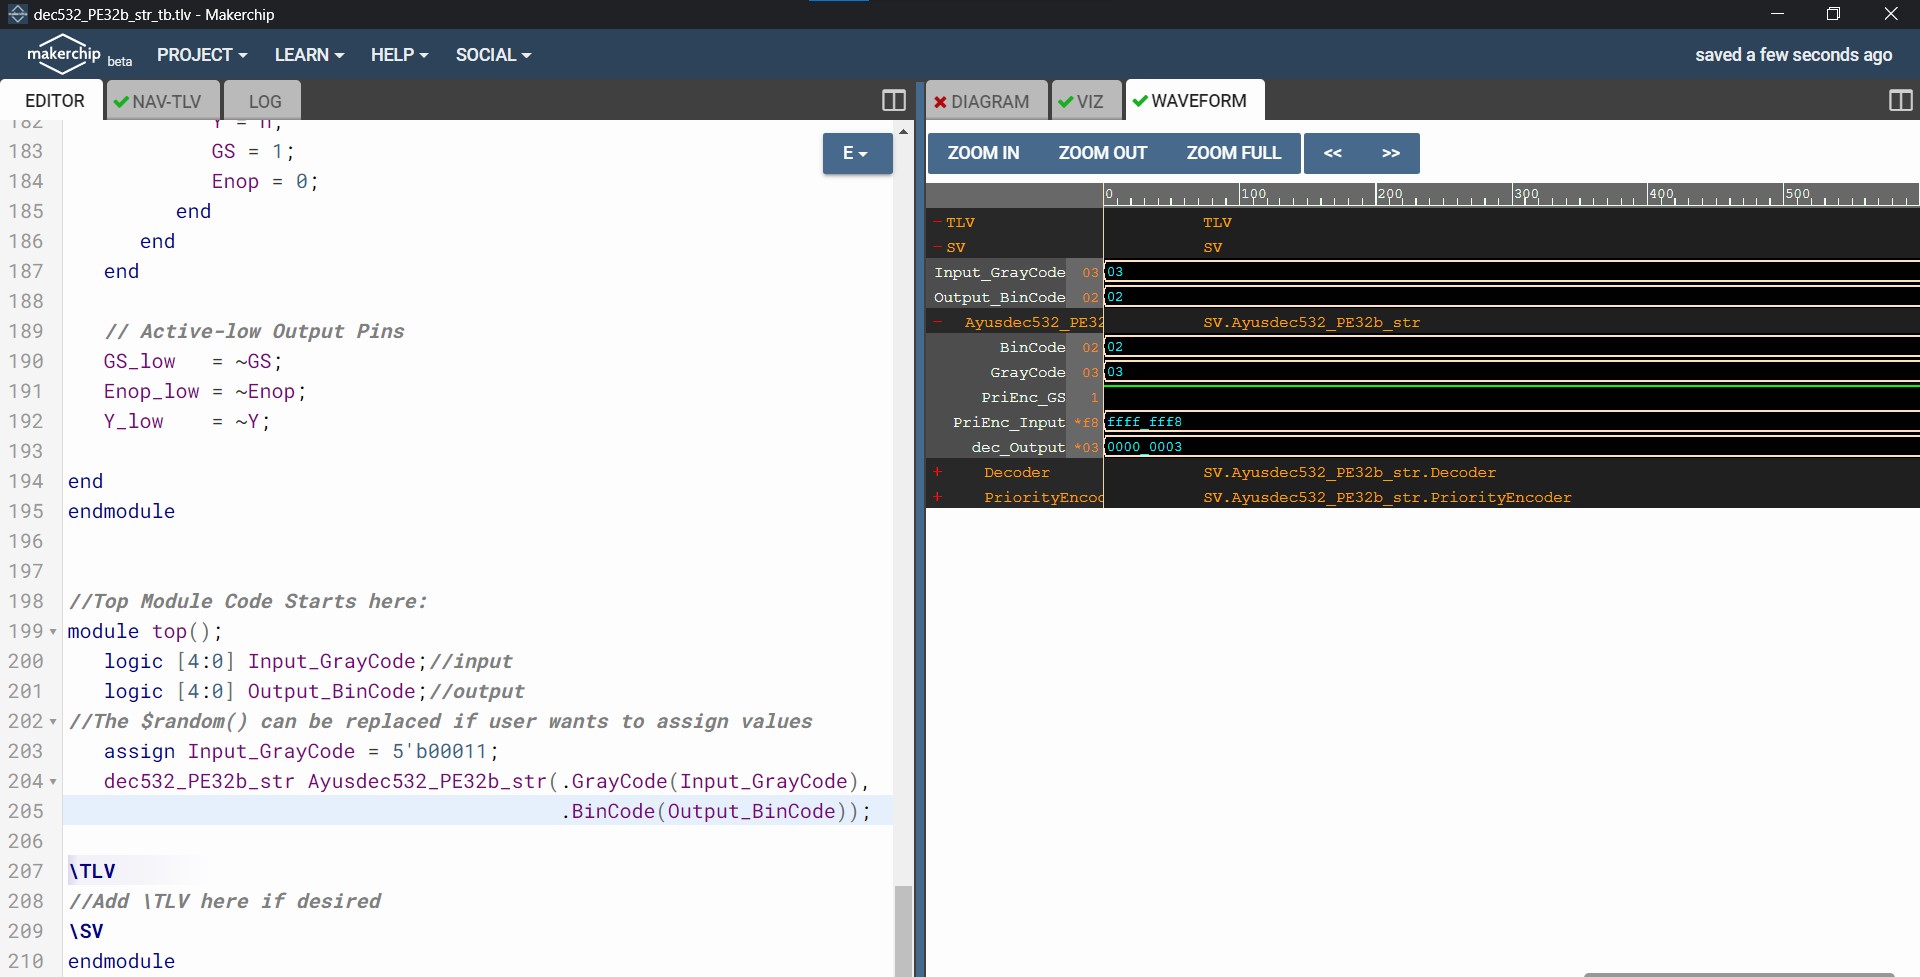 dec532_PE32b_str_tb.tlv - Makerchip
makerchip beta PROJECT LEARN HELP SOCIAL saved a few seconds ago
EDITOR NAV-TLV LOG
182 Y = n;
183 GS = 1;
184 Enop = 0;
185 end
186 end
187 end
188
189 // Active-low Output Pins
190 GS_low = ~GS;
191 Enop_low = ~Enop;
192 Y_low = ~Y;
193
194 end
195 endmodule
196
197
198 //Top Module Code Starts here:
199 module top();
200 logic [4:0] Input_GrayCode;//input
201 logic [4:0] Output_BinCode;//output
202 //The $random() can be replaced if user wants to assign values
203 assign Input_GrayCode = 5'b00011;
204 dec532_PE32b_str Ayusdec532_PE32b_str(.GrayCode(Input_GrayCode),
205 .BinCode(Output_BinCode));
206
207 \TLV
208 //Add \TLV here if desired
209 \SV
210 endmodule
E
DIAGRAM VIZ WAVEFORM
ZOOM IN ZOOM OUT ZOOM FULL << >>
0 100 200 300 400 500
- TLV TLV
- SV SV
Input_GrayCode 03 03
Output_BinCode 02 02
- Ayusdec532_PE32 SV.Ayusdec532_PE32b_str
BinCode 02 02
GrayCode 03 03
PriEnc_GS 1
PriEnc_Input *f8 ffff_fff8
dec_Output *03 0000_0003
+ Decoder SV.Ayusdec532_PE32b_str.Decoder
+ PriorityEncod SV.Ayusdec532_PE32b_str.PriorityEncoder